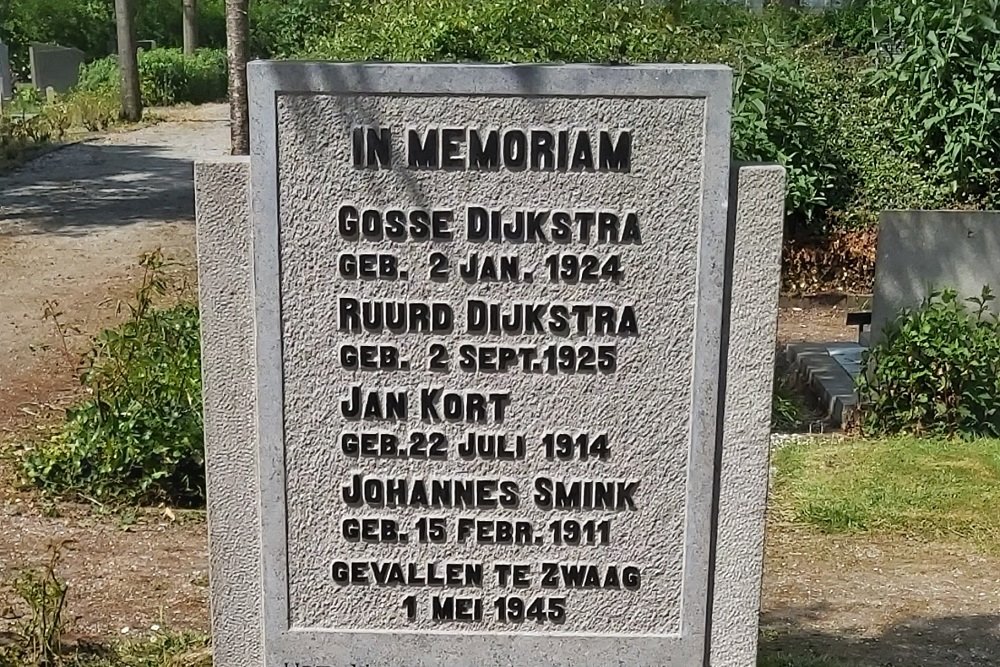 IN MEMORIAM
GOSSE DIJKSTRA
GEB. 2 JAN. 1924
RUURD DIJKSTRA
GEB. 2 SEPT. 1925
JAN KORT
GEB. 22 JULI 1914
JOHANNES SMINK
GEB. 15 FEBR. 1911
GEVALLEN TE ZWAAG
1 MEI 1945